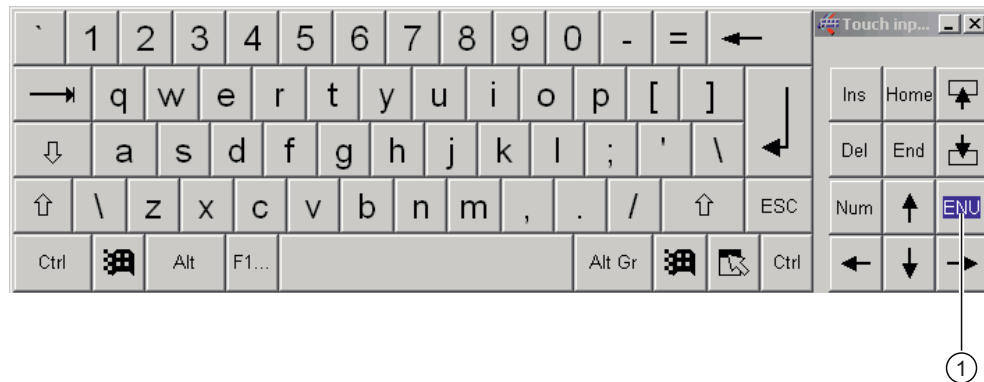 ` 1 2 3 4 5 6 7 8 9 0 - = Touch inp...
q w e r t y u i o p [ ] Ins Home
a s d f g h j k l ; ' \ Del End
\ z x c v b n m , . / ESC Num ENU
Ctrl Alt F1... Alt Gr Ctrl
1